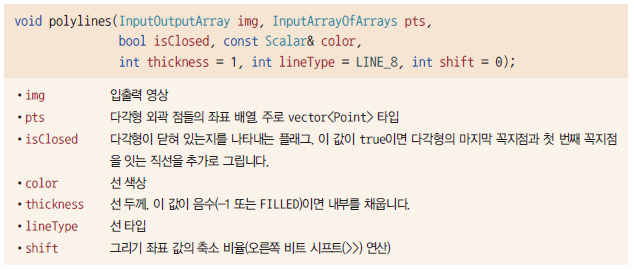 void polylines(InputOutputArray img, InputArrayOfArrays pts,
bool isClosed, const Scalar& color,
int thickness = 1, int lineType = LINE_8, int shift = 0);
• img 입출력 영상
• pts 다각형 외곽 점들의 좌표 배열. 주로 vector<Point> 타입
• isClosed 다각형이 닫혀 있는지를 나타내는 플래그. 이 값이 true이면 다각형의 마지막 꼭지점과 첫 번째 꼭지점
을 잇는 직선을 추가로 그립니다.
• color 선 색상
• thickness 선 두께. 이 값이 음수(-1 또는 FILLED)이면 내부를 채웁니다.
• lineType 선 타입
• shift 그리기 좌표 값의 축소 비율(오른쪽 비트 시프트(>>) 연산)